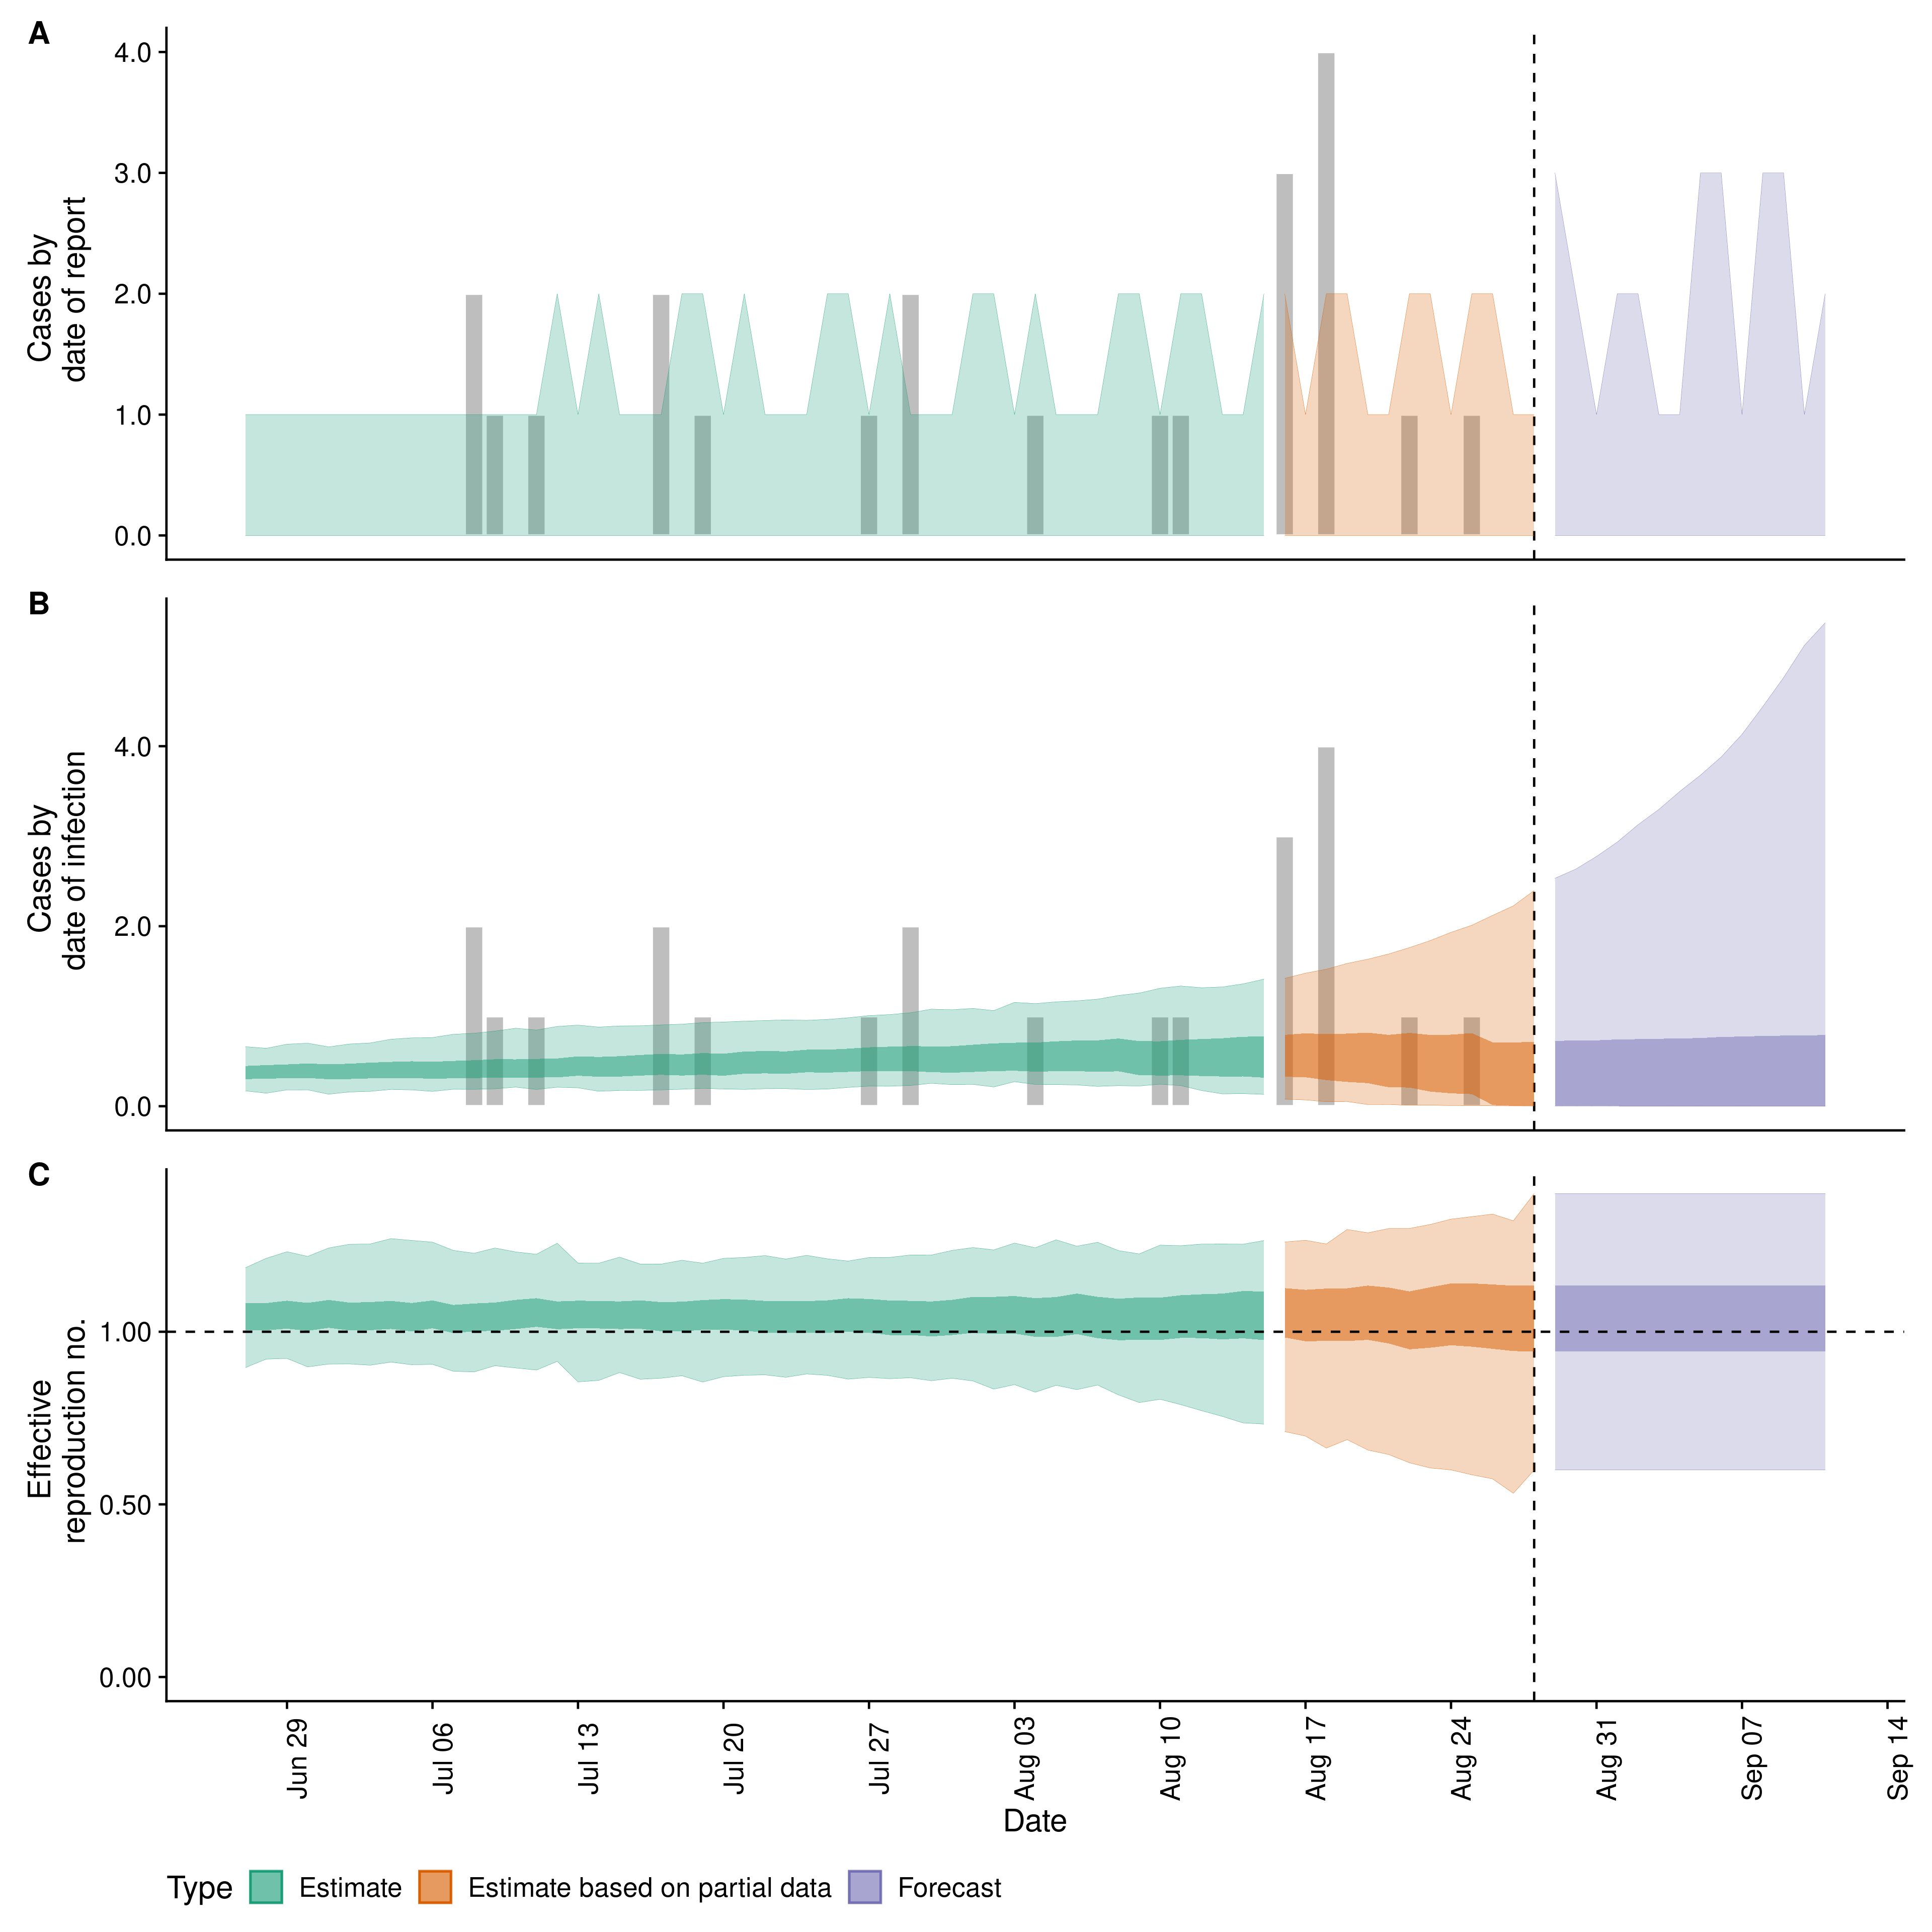 A
4.0
3.0
2.0
1.0
0.0
Cases by
date of report
B
4.0
2.0
0.0
Cases by
date of infection
C
1.00
0.50
0.00
Effective
reproduction no.
Jun 29
Jul 06
Jul 13
Jul 20
Jul 27
Aug 03
Aug 10
Aug 17
Aug 24
Aug 31
Sep 07
Sep 14
Date
Type Estimate Estimate based on partial data Forecast